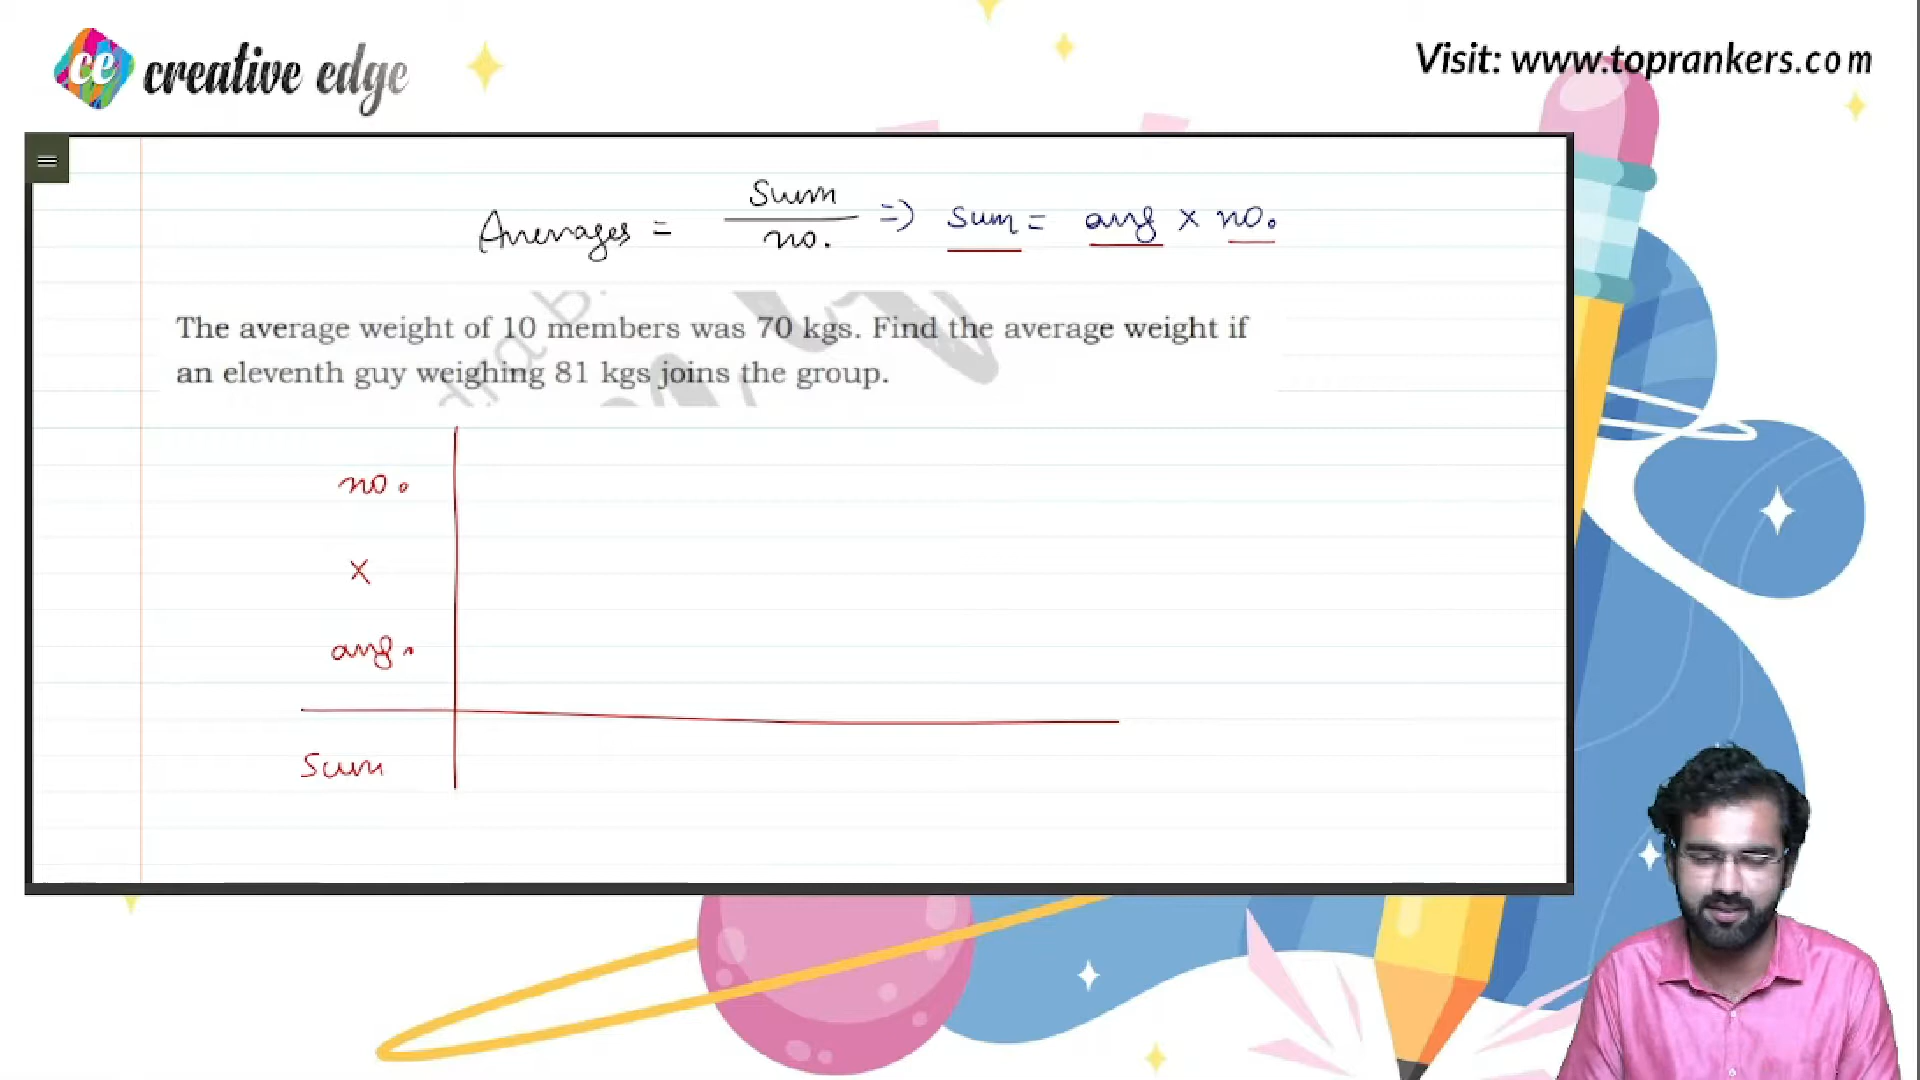 ce creative edge
Visit: www.toprankers.com
Averages = sum / no. => sum = avg × no.
The average weight of 10 members was 70 kgs. Find the average weight if
an eleventh guy weighing 81 kgs joins the group.
no.
×
avg.
sum